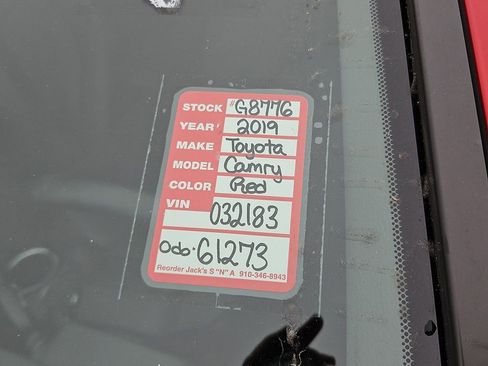 STOCK #G8776
YEAR 2019
MAKE Toyota
MODEL Camry
COLOR Red
VIN 032183
Odo. 61273
Reorder Jack's S "N" A 910-346-8943